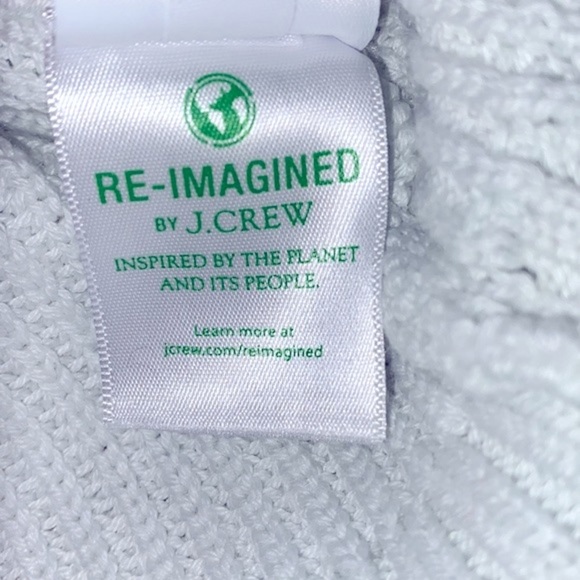 RE-IMAGINED
BY J.CREW
INSPIRED BY THE PLANET
AND ITS PEOPLE.
Learn more at
jcrew.com/reimagined